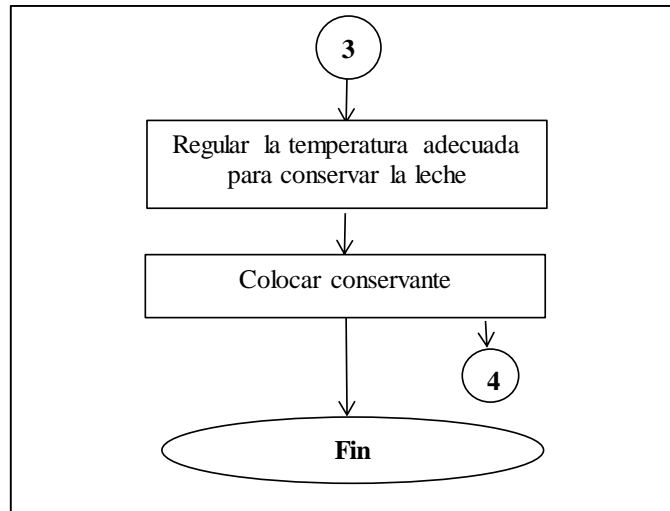 3
Regular la temperatura adecuada
para conservar la leche
Colocar conservante
4
Fin